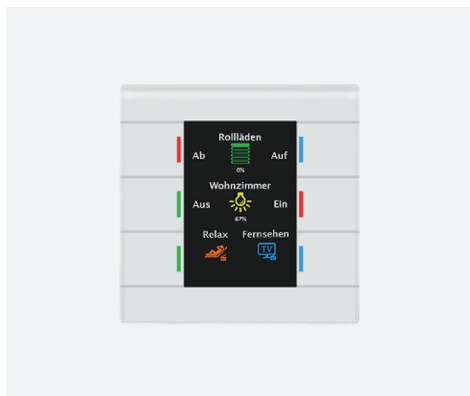 Rollläden
Ab Auf
0%
Wohnzimmer
Aus Ein
67%
Relax Fernsehen
TV